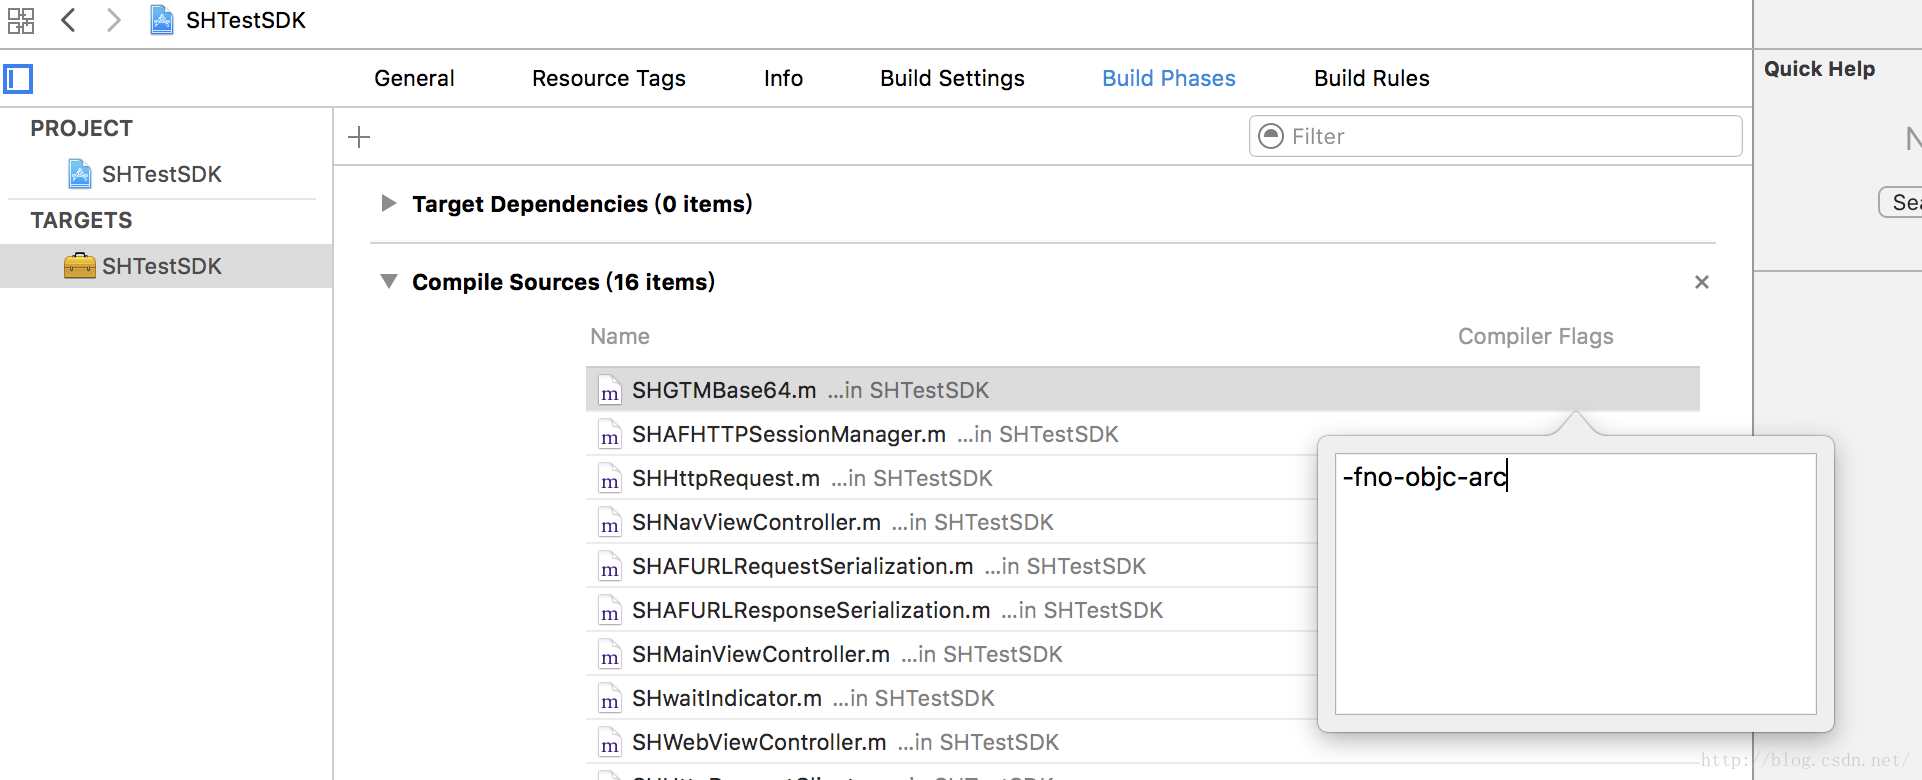 SHTestSDK
General Resource Tags Info Build Settings Build Phases Build Rules
Quick Help
PROJECT
SHTestSDK
TARGETS
SHTestSDK
Filter
Target Dependencies (0 items)
Compile Sources (16 items)
Name Compiler Flags
SHGTMBase64.m ...in SHTestSDK
SHAFHTTPSessionManager.m ...in SHTestSDK
SHHttpRequest.m ...in SHTestSDK
SHNavViewController.m ...in SHTestSDK
SHAFURLRequestSerialization.m ...in SHTestSDK
SHAFURLResponseSerialization.m ...in SHTestSDK
SHMainViewController.m ...in SHTestSDK
SHwaitIndicator.m ...in SHTestSDK
SHWebViewController.m ...in SHTestSDK
-fno-objc-arc
http://blog.csdn.net/